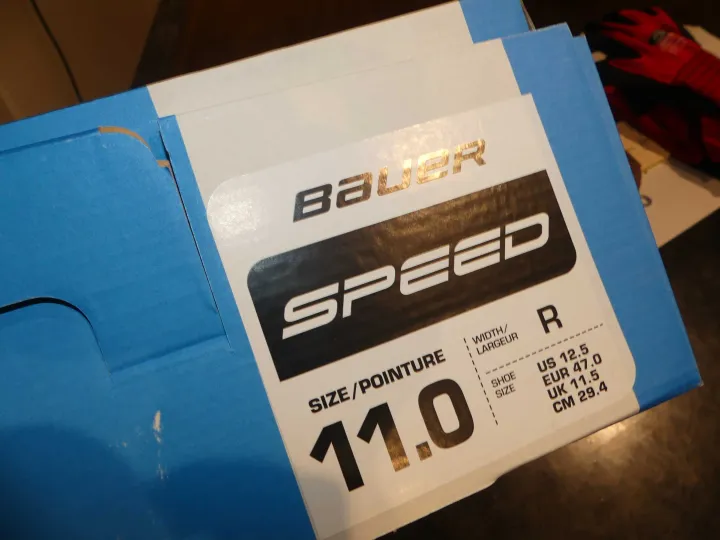 BAUER
SPEED
SIZE/POINTURE
11.0
WIDTH/
LARGEUR
R
SHOE
SIZE
US 12.5
EUR 47.0
UK 11.5
CM 29.4